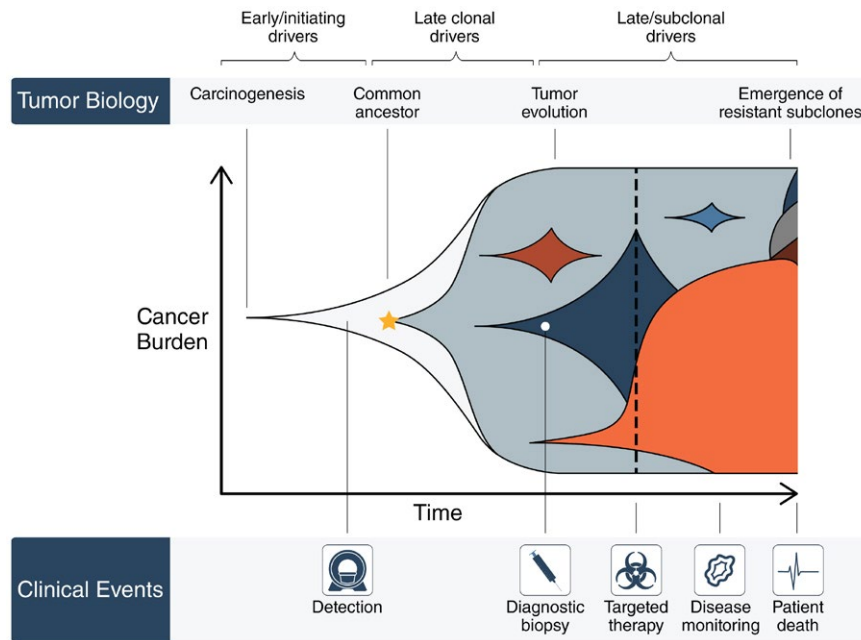 Early/initiating
drivers
Late clonal
drivers
Late/subclonal
drivers
Tumor Biology
Carcinogenesis
Common
ancestor
Tumor
evolution
Emergence of
resistant subclones
Cancer
Burden
Time
Clinical Events
Detection
Diagnostic
biopsy
Targeted
therapy
Disease
monitoring
Patient
death